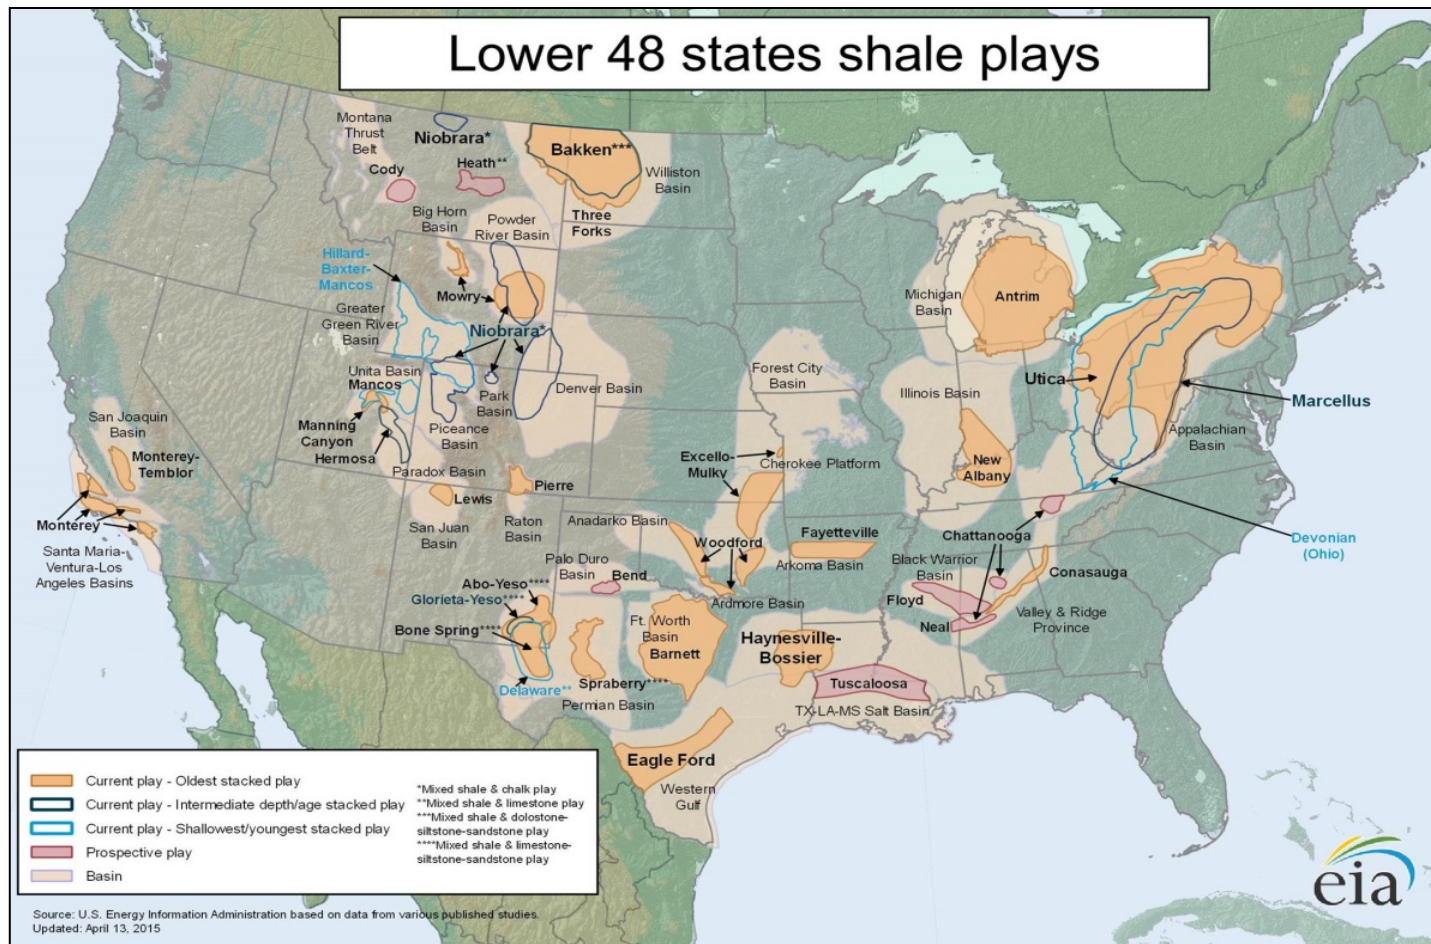 Lower 48 states shale plays
Montana
Thrust
Belt
Niobrara*
Bakken***
Cody
Heath**
Williston
Basin
Big Horn
Basin
Powder
River Basin
Three
Forks
Hillard-
Baxter-
Mancos
Mowry
Greater
Green River
Basin
Niobrara*
Michigan
Basin
Antrim
Unita Basin
Mancos
Park
Basin
Denver Basin
Forest City
Basin
Illinois Basin
Utica
Marcellus
San Joaquin
Basin
Manning
Canyon
Hermosa
Piceance
Basin
Appalachian
Basin
Monterey-
Temblor
Paradox Basin
Excello-
Mulky
Cherokee Platform
New
Albany
Lewis
Pierre
Monterey
San Juan
Basin
Raton
Basin
Anadarko Basin
Woodford
Fayetteville
Chattanooga
Devonian
(Ohio)
Santa Maria-
Ventura-Los
Angeles Basins
Palo Duro
Basin
Bend
Arkoma Basin
Black Warrior
Basin
Conasauga
Abo-Yeso****
Glorieta-Yeso****
Ardmore Basin
Floyd
Valley & Ridge
Province
Bone Spring****
Ft. Worth
Basin
Barnett
Haynesville-
Bossier
Neal
Delaware**
Spraberry****
Permian Basin
Tuscaloosa
TX-LA-MS Salt Basin
Eagle Ford
Western
Gulf
Current play - Oldest stacked play
Current play - Intermediate depth/age stacked play
Current play - Shallowest/youngest stacked play
Prospective play
Basin
*Mixed shale & chalk play
**Mixed shale & limestone play
***Mixed shale & dolostone-
siltstone-sandstone play
****Mixed shale & limestone-
siltstone-sandstone play
eia
Source: U.S. Energy Information Administration based on data from various published studies.
Updated: April 13, 2015